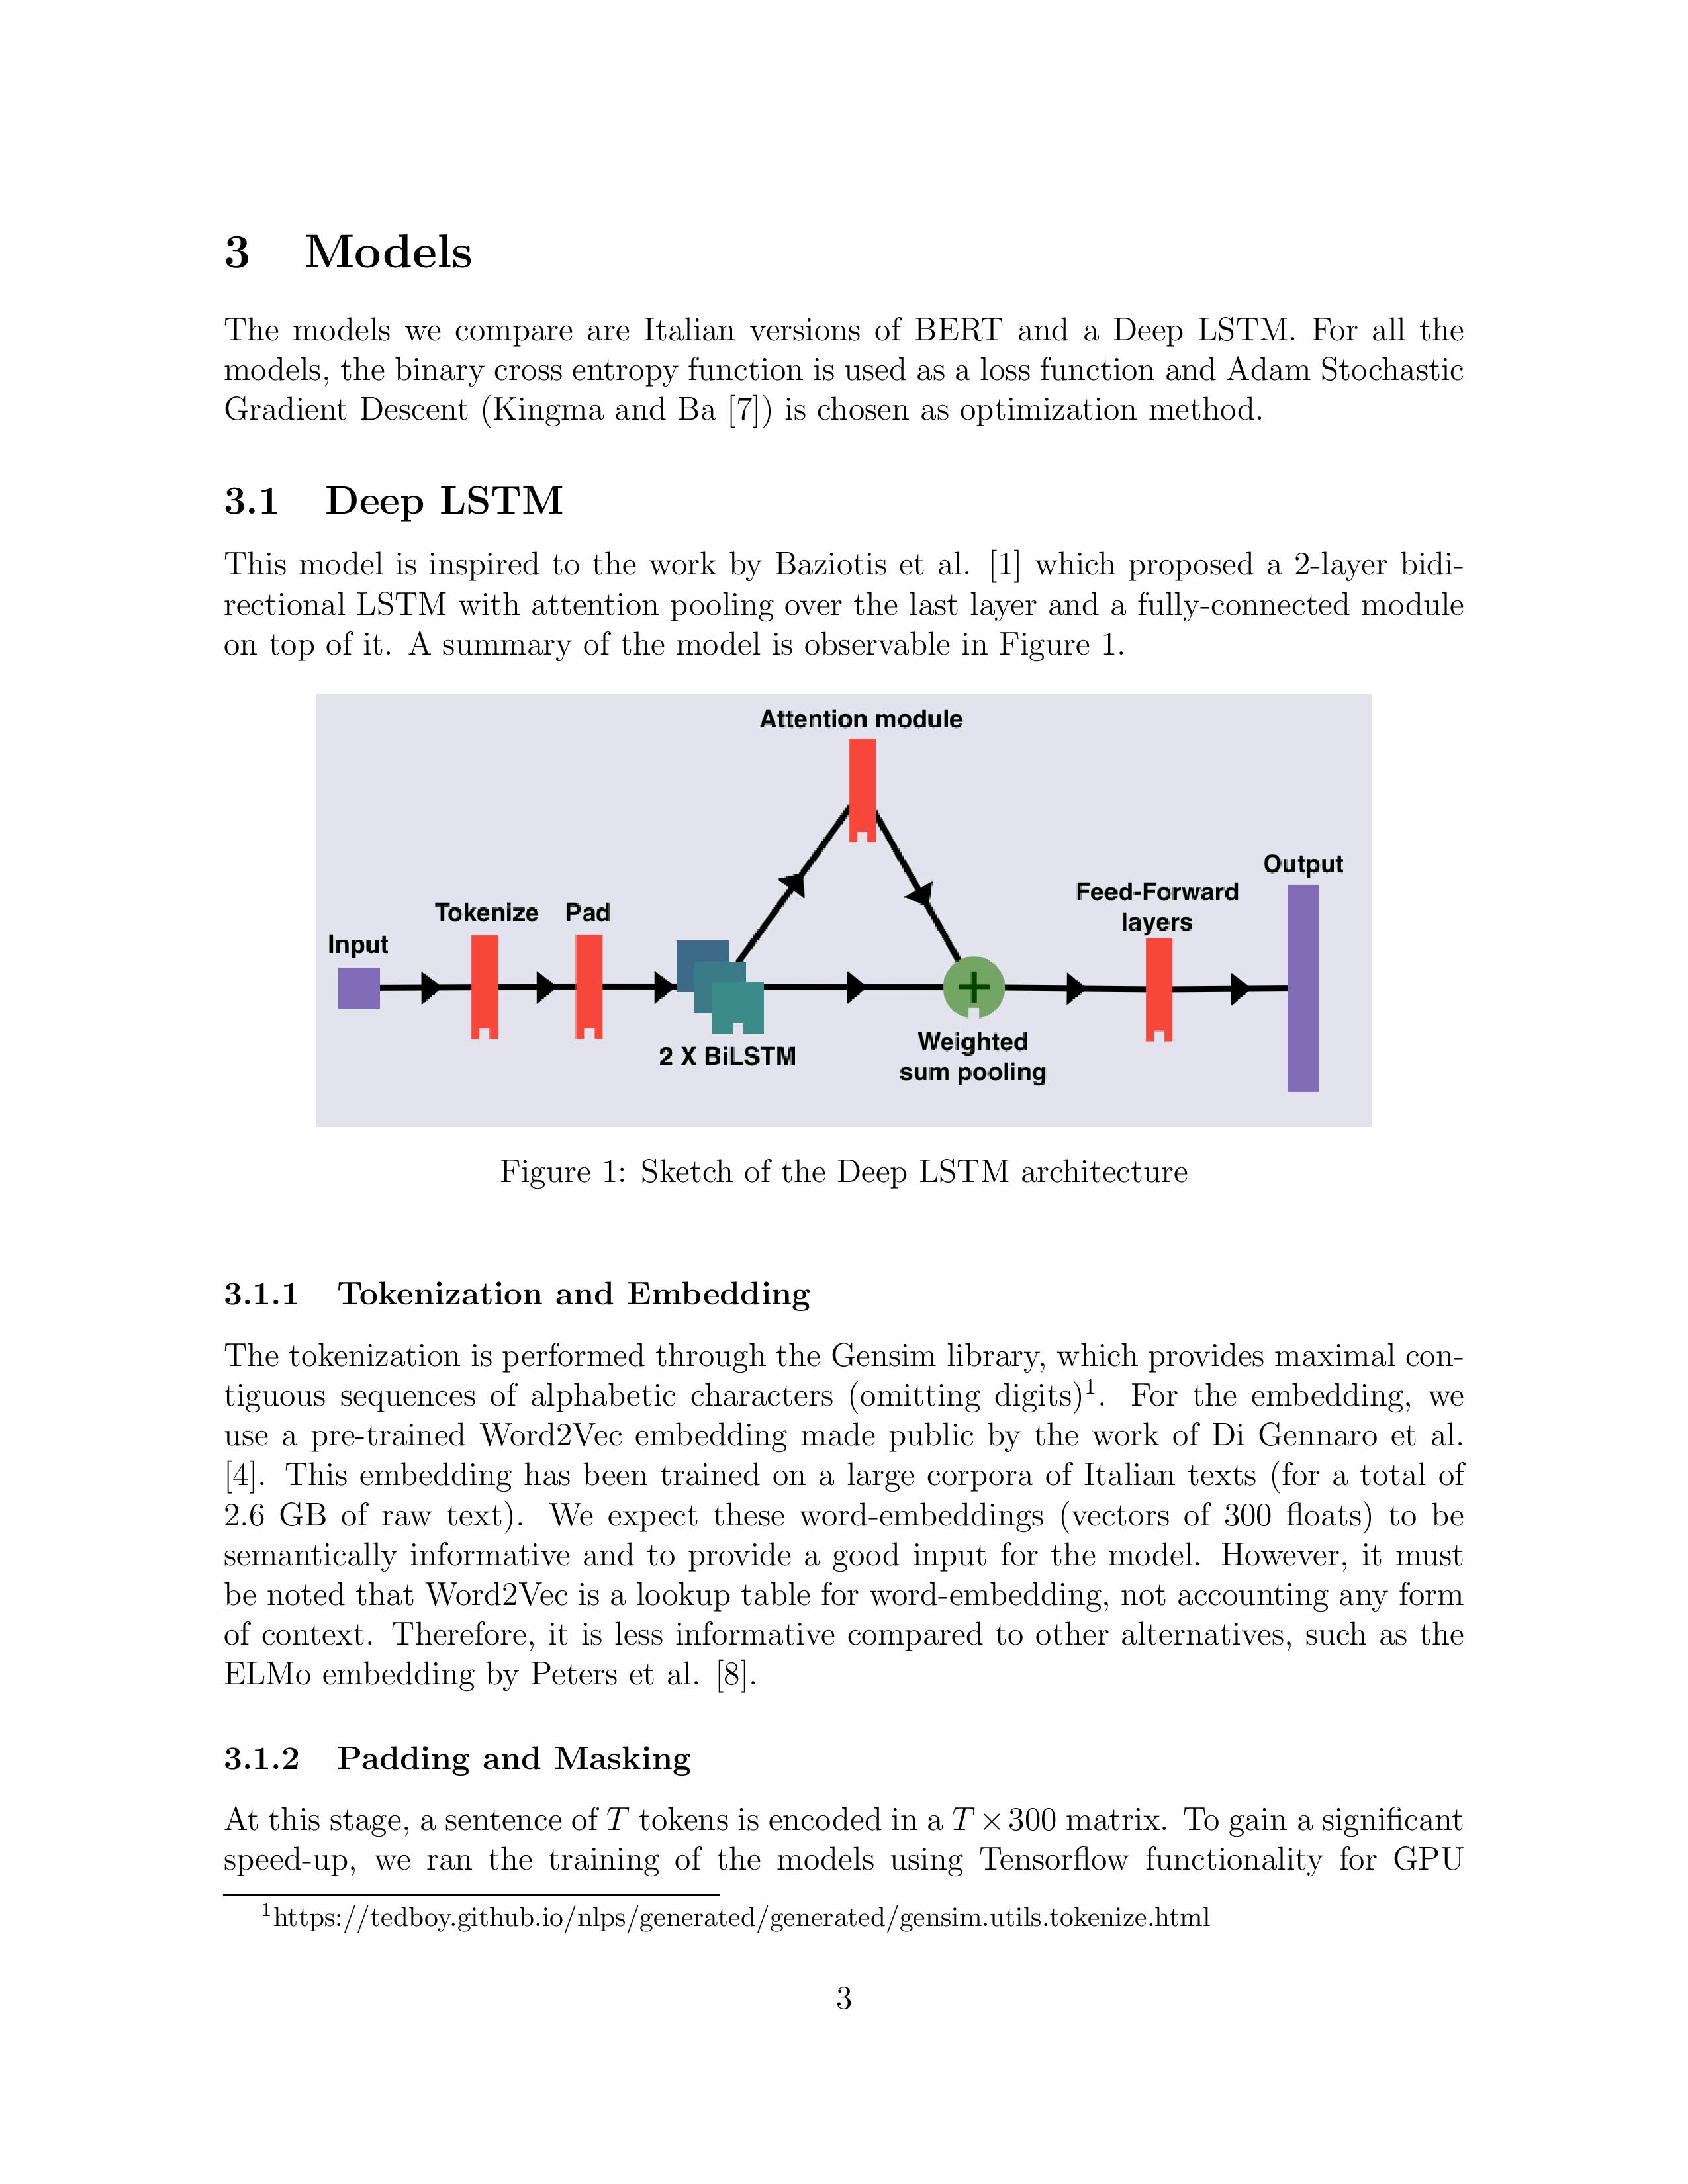 3 Models
The models we compare are Italian versions of BERT and a Deep LSTM. For all the
models, the binary cross entropy function is used as a loss function and Adam Stochastic
Gradient Descent (Kingma and Ba [7]) is chosen as optimization method.
3.1 Deep LSTM
This model is inspired to the work by Baziotis et al. [1] which proposed a 2-layer bidi-
rectional LSTM with attention pooling over the last layer and a fully-connected module
on top of it. A summary of the model is observable in Figure 1.
Attention module
Output
Feed-Forward
layers
Tokenize Pad
Input
2 X BiLSTM
Weighted
sum pooling
Figure 1: Sketch of the Deep LSTM architecture
3.1.1 Tokenization and Embedding
The tokenization is performed through the Gensim library, which provides maximal con-
tiguous sequences of alphabetic characters (omitting digits)¹. For the embedding, we
use a pre-trained Word2Vec embedding made public by the work of Di Gennaro et al.
[4]. This embedding has been trained on a large corpora of Italian texts (for a total of
2.6 GB of raw text). We expect these word-embeddings (vectors of 300 floats) to be
semantically informative and to provide a good input for the model. However, it must
be noted that Word2Vec is a lookup table for word-embedding, not accounting any form
of context. Therefore, it is less informative compared to other alternatives, such as the
ELMo embedding by Peters et al. [8].
3.1.2 Padding and Masking
At this stage, a sentence of T tokens is encoded in a T × 300 matrix. To gain a significant
speed-up, we ran the training of the models using Tensorflow functionality for GPU
¹https://tedboy.github.io/nlps/generated/generated/gensim.utils.tokenize.html
3